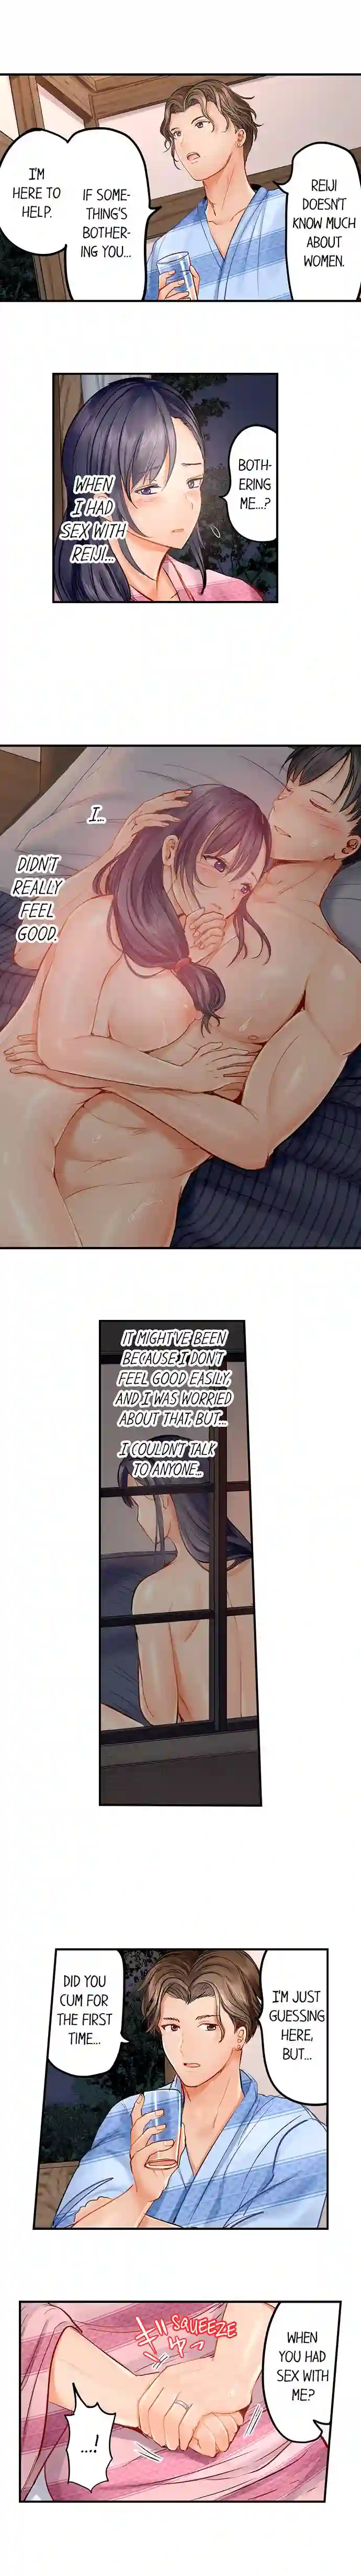 REIJI
DOESN'T
KNOW MUCH
ABOUT
WOMEN.
IF SOME-
THING'S
BOTHER-
ING YOU...
I'M
HERE TO
HELP.
BOTH-
ERING
ME...?
WHEN
I HAD
SEX WITH
REIJI...
I...
DIDN'T
REALLY
FEEL
GOOD.
IT MIGHT'VE BEEN
BECAUSE I DON'T
FEEL GOOD EASILY,
AND I WAS WORRIED
ABOUT THAT, BUT...
I COULDN'T TALK
TO ANYONE...
I'M JUST
GUESSING
HERE,
BUT...
DID YOU
CUM FOR
THE FIRST
TIME...
WHEN
YOU HAD
SEX WITH
ME?
ギュッ
SQUEEZE
...!